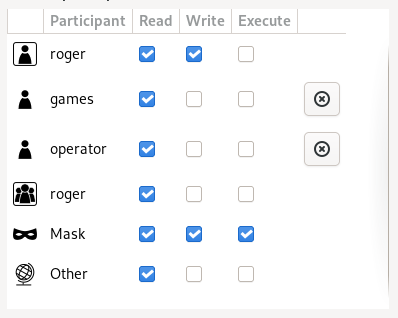 Participant Read Write Execute
roger
games
operator
roger
Mask
Other